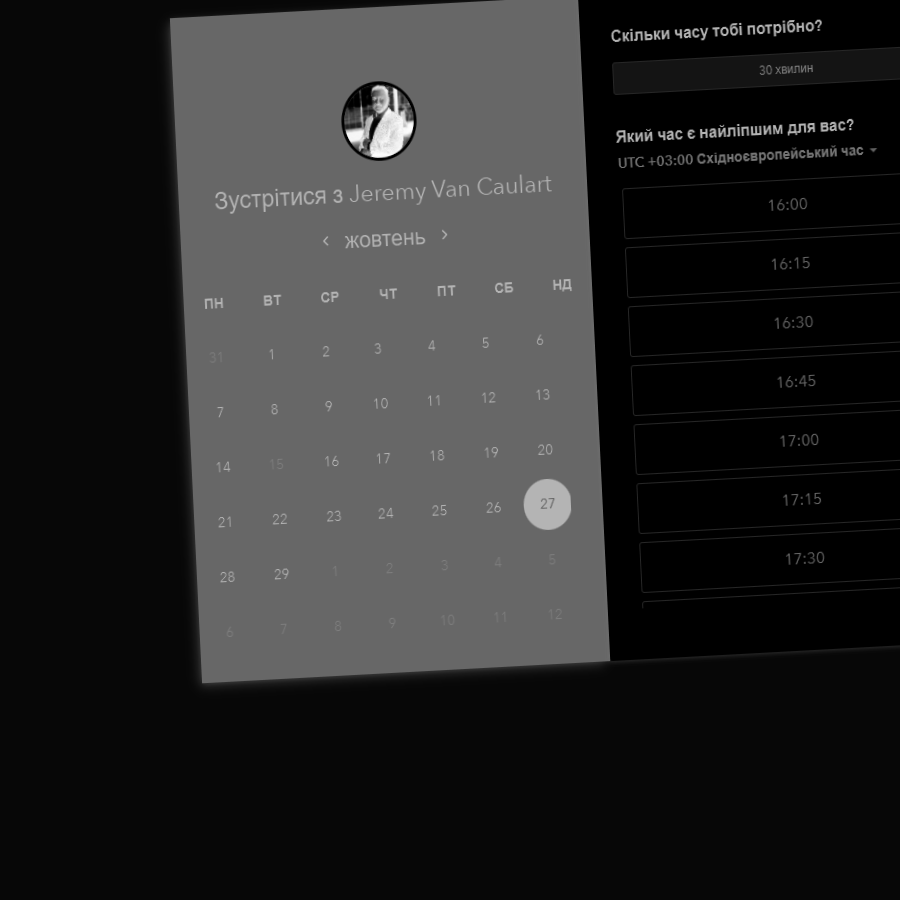 Зустрітися з Jeremy Van Caulart
жовтень
ПН ВТ СР ЧТ ПТ СБ НД
31 1 2 3 4 5 6
7 8 9 10 11 12 13
14 15 16 17 18 19 20
21 22 23 24 25 26 27
28 29 1 2 3 4 5
6 7 8 9 10 11 12
Скільки часу тобі потрібно?
30 хвилин
Який час є найліпшим для вас?
UTC +03:00 Східноєвропейський час
16:00
16:15
16:30
16:45
17:00
17:15
17:30